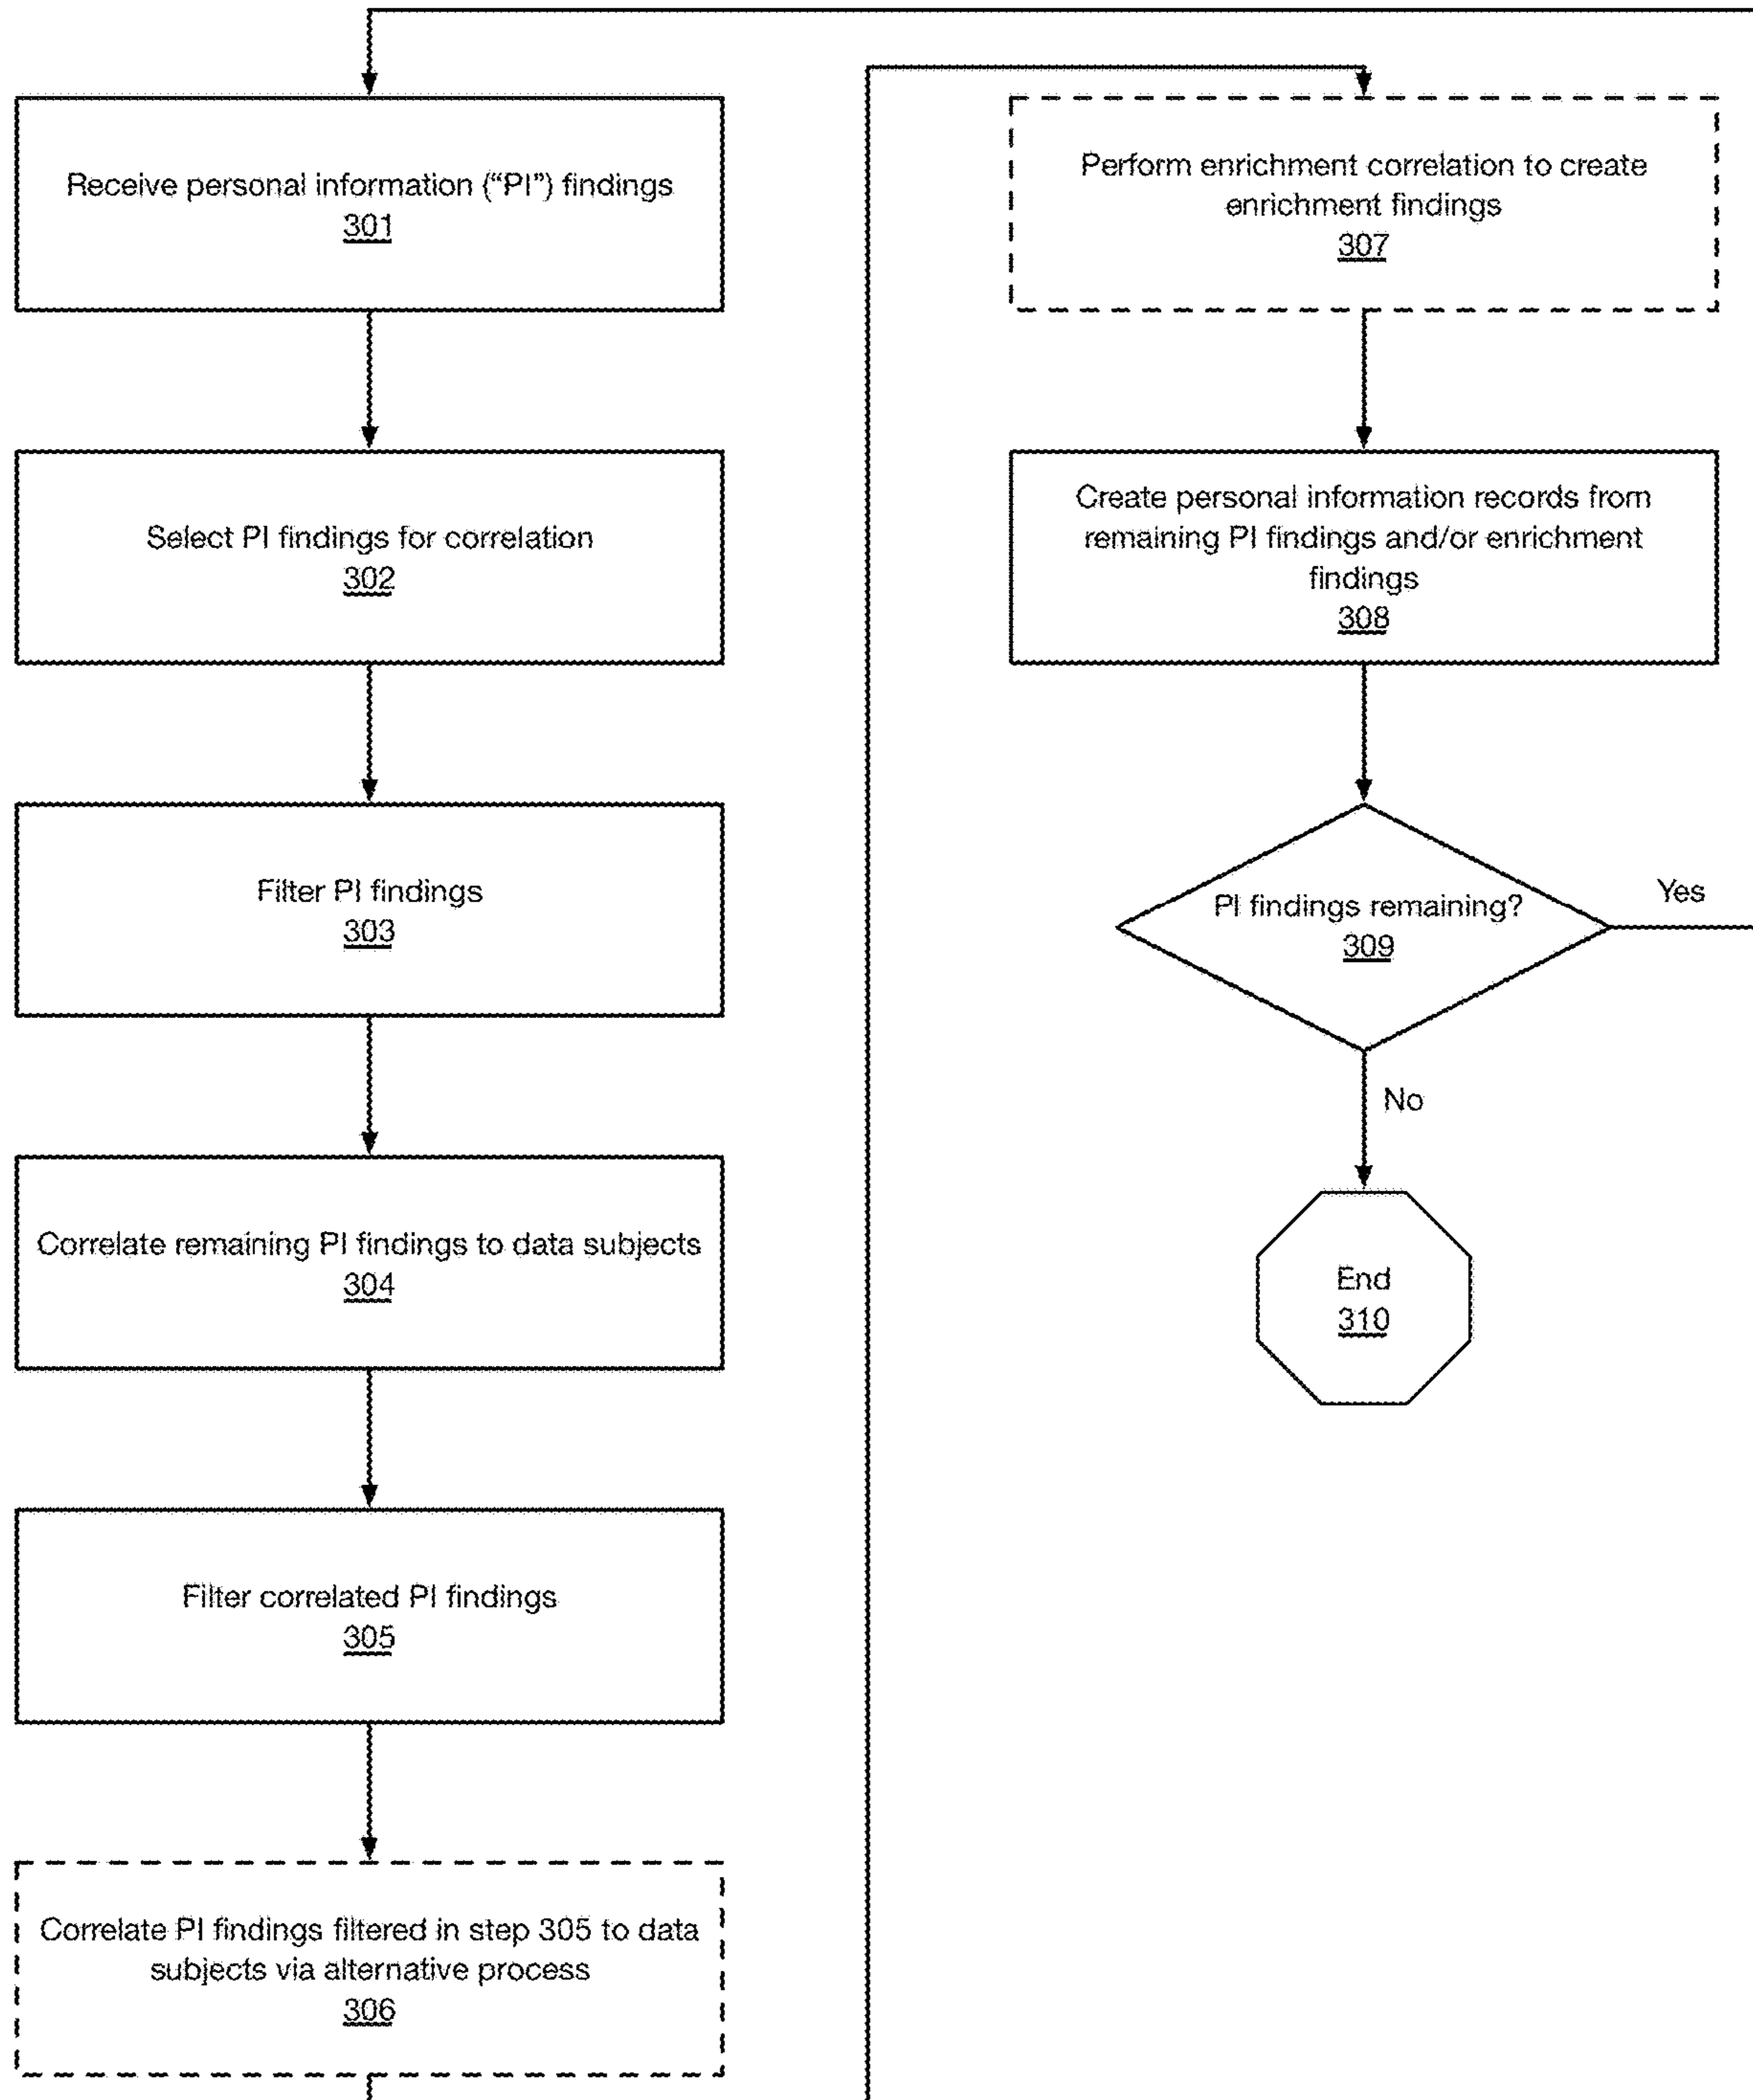 Receive personal information (“PI”) findings
301
Select PI findings for correlation
302
Filter PI findings
303
Correlate remaining PI findings to data subjects
304
Filter correlated PI findings
305
Correlate PI findings filtered in step 305 to data
subjects via alternative process
306
Perform enrichment correlation to create
enrichment findings
307
Create personal information records from
remaining PI findings and/or enrichment
findings
308
PI findings remaining?
309
Yes
No
End
310